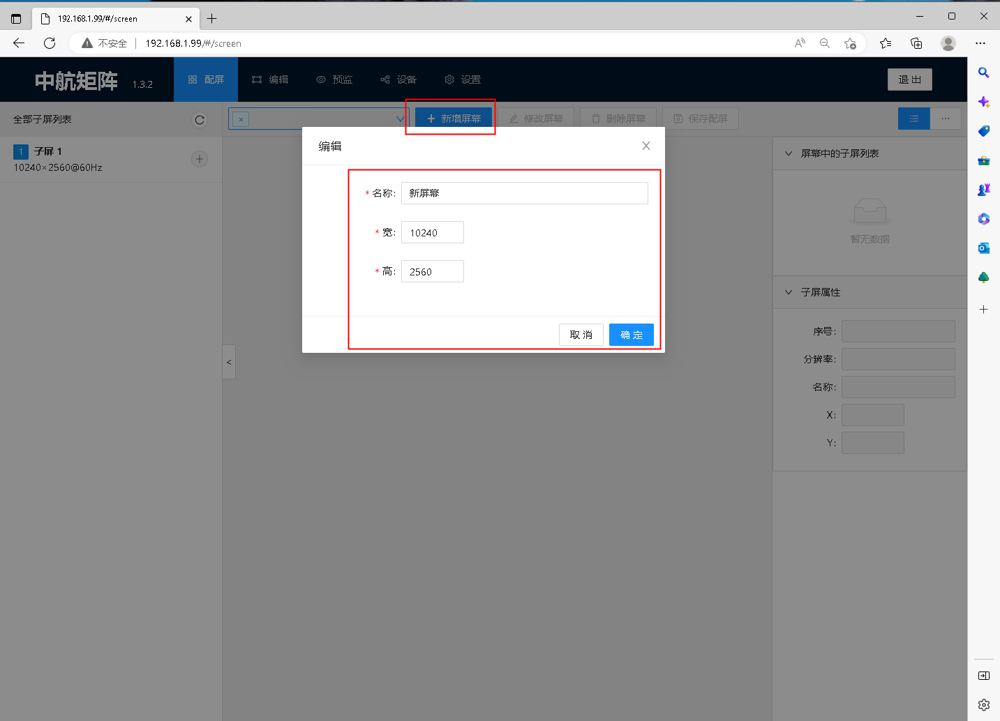 192.168.1.99/#/screen
不安全 192.168.1.99/#/screen
中航矩阵 1.3.2 配屏 编辑 预监 设备 设置 退 出
全部子屏列表
新增屏幕 修改屏幕 删除屏幕 保存配屏
1 子屏 1
10240×2560@60Hz
编辑
* 名称: 新屏幕
* 宽: 10240
* 高: 2560
取 消 确 定
屏幕中的子屏列表
暂无数据
子屏属性
序号:
分辨率:
名称:
X:
Y: